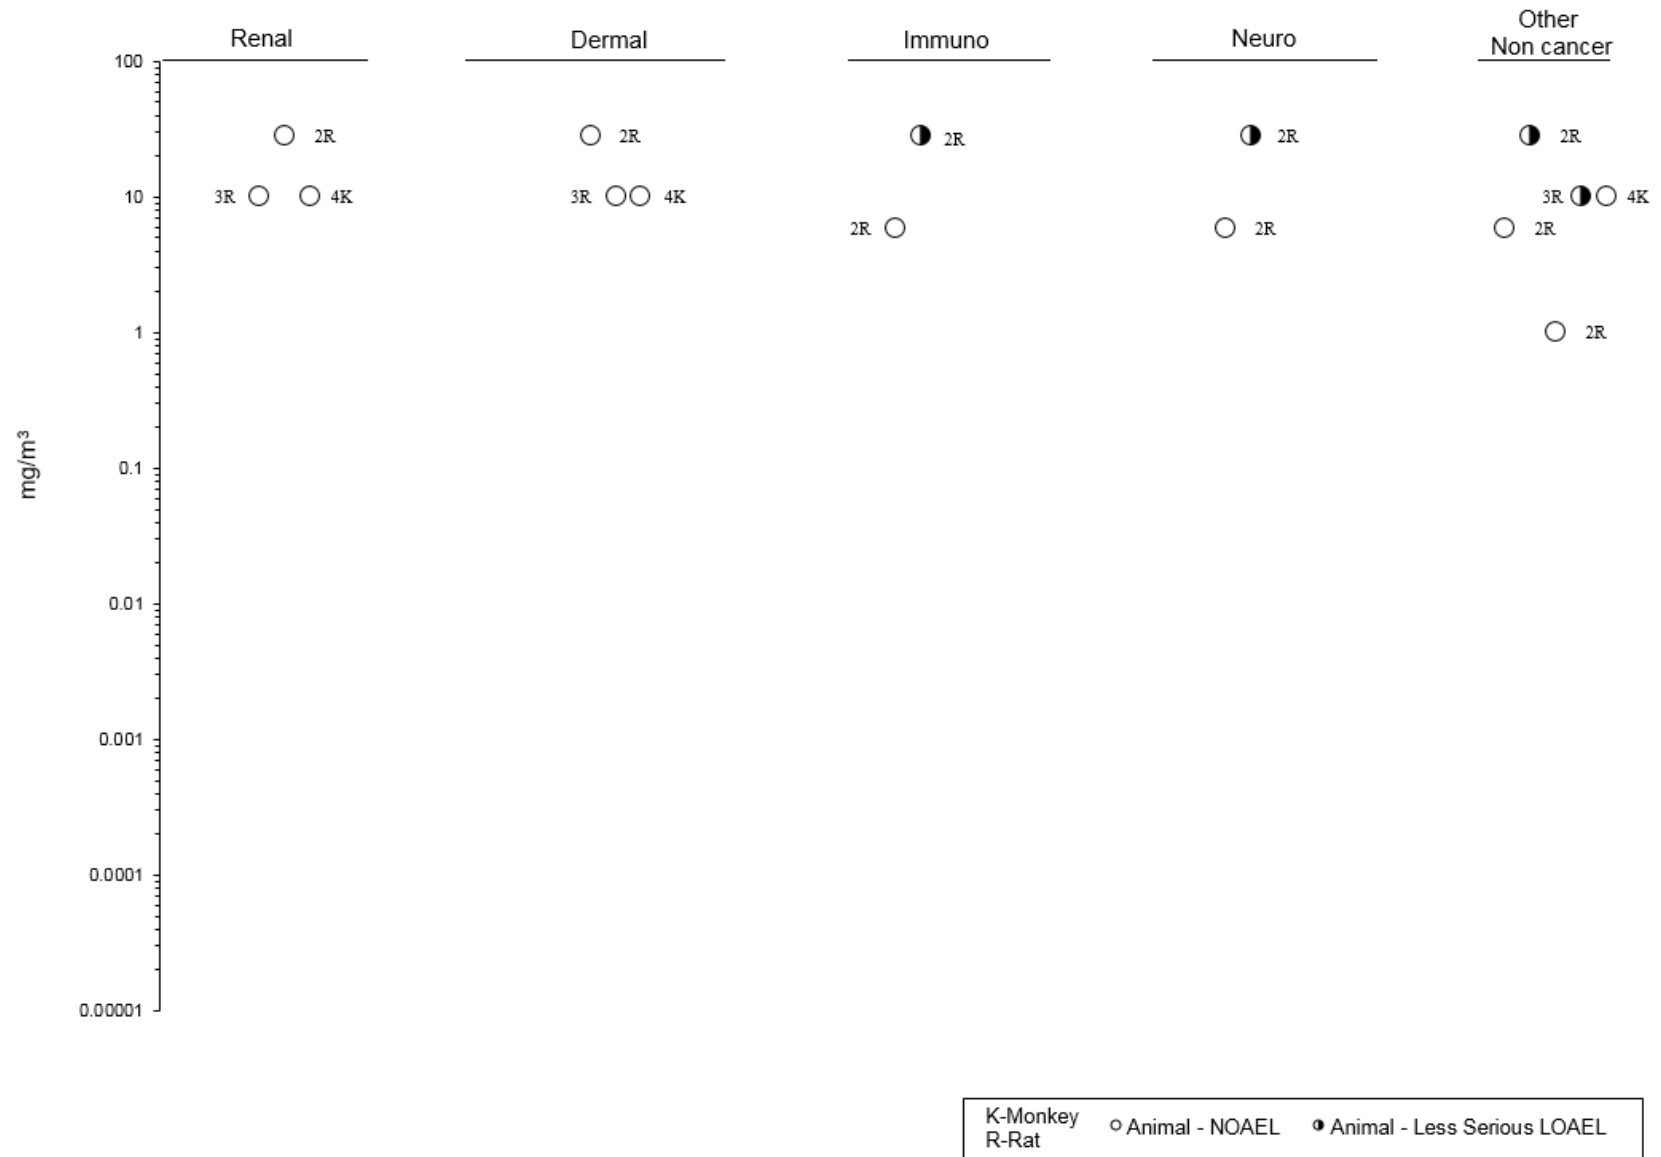 Renal
Dermal
Immuno
Neuro
Other
Non cancer
100
2R
2R
2R
2R
2R
10
3R
4K
3R
4K
3R
4K
2R
2R
2R
1
2R
mg/m³
0.1
0.01
0.001
0.0001
0.00001
K-Monkey
R-Rat
Animal - NOAEL
Animal - Less Serious LOAEL